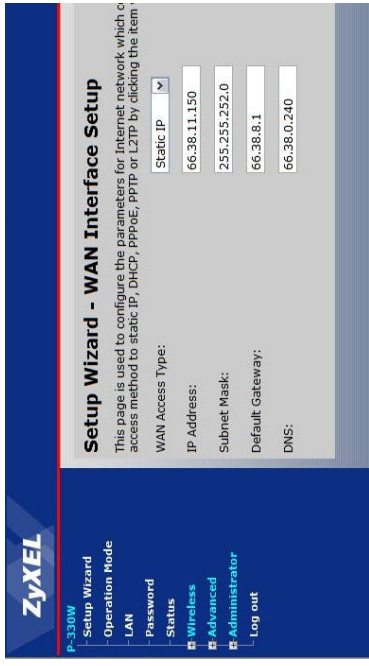 ZyXEL
P-330W
Setup Wizard
Operation Mode
LAN
Password
Status
Wireless
Advanced
Administrator
Log out
Setup Wizard - WAN Interface Setup
This page is used to configure the parameters for Internet network which
access method to static IP, DHCP, PPPoE, PPTP or L2TP by clicking the item
WAN Access Type: Static IP
IP Address: 66.38.11.150
Subnet Mask: 255.255.252.0
Default Gateway: 66.38.8.1
DNS: 66.38.0.240